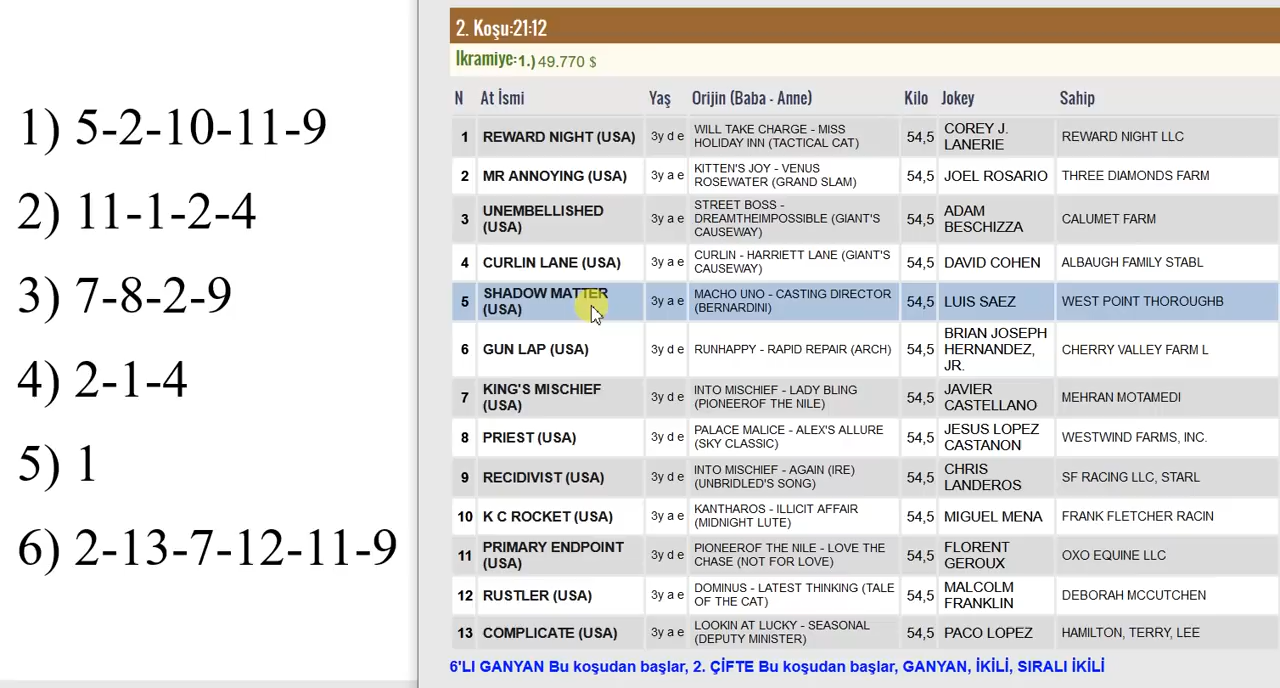 1) 5-2-10-11-9
2) 11-1-2-4
3) 7-8-2-9
4) 2-1-4
5) 1
6) 2-13-7-12-11-9
2. Koşu:21:12
İkramiye:1.) 49.770 $
N At İsmi Yaş Orijin (Baba - Anne) Kilo Jokey Sahip
1 REWARD NIGHT (USA) 3y d e WILL TAKE CHARGE - MISS HOLIDAY INN (TACTICAL CAT) 54,5 COREY J. LANERIE REWARD NIGHT LLC
2 MR ANNOYING (USA) 3y a e KITTEN'S JOY - VENUS ROSEWATER (GRAND SLAM) 54,5 JOEL ROSARIO THREE DIAMONDS FARM
3 UNEMBELLISHED (USA) 3y a e STREET BOSS - DREAMTHEIMPOSSIBLE (GIANT'S CAUSEWAY) 54,5 ADAM BESCHIZZA CALUMET FARM
4 CURLIN LANE (USA) 3y a e CURLIN - HARRIETT LANE (GIANT'S CAUSEWAY) 54,5 DAVID COHEN ALBAUGH FAMILY STABL
5 SHADOW MATTER (USA) 3y a e MACHO UNO - CASTING DIRECTOR (BERNARDINI) 54,5 LUIS SAEZ WEST POINT THOROUGHB
6 GUN LAP (USA) 3y d e RUNHAPPY - RAPID REPAIR (ARCH) 54,5 BRIAN JOSEPH HERNANDEZ, JR. CHERRY VALLEY FARM L
7 KING'S MISCHIEF (USA) 3y d e INTO MISCHIEF - LADY BLING (PIONEEROF THE NILE) 54,5 JAVIER CASTELLANO MEHRAN MOTAMEDI
8 PRIEST (USA) 3y d e PALACE MALICE - ALEX'S ALLURE (SKY CLASSIC) 54,5 JESUS LOPEZ CASTANON WESTWIND FARMS, INC.
9 RECIDIVIST (USA) 3y d e INTO MISCHIEF - AGAIN (IRE) (UNBRIDLED'S SONG) 54,5 CHRIS LANDEROS SF RACING LLC, STARL
10 K C ROCKET (USA) 3y a e KANTHAROS - ILLICIT AFFAIR (MIDNIGHT LUTE) 54,5 MIGUEL MENA FRANK FLETCHER RACIN
11 PRIMARY ENDPOINT (USA) 3y d e PIONEEROF THE NILE - LOVE THE CHASE (NOT FOR LOVE) 54,5 FLORENT GEROUX OXO EQUINE LLC
12 RUSTLER (USA) 3y a e DOMINUS - LATEST THINKING (TALE OF THE CAT) 54,5 MALCOLM FRANKLIN DEBORAH MCCUTCHEN
13 COMPLICATE (USA) 3y a e LOOKIN AT LUCKY - SEASONAL (DEPUTY MINISTER) 54,5 PACO LOPEZ HAMILTON, TERRY, LEE
6'LI GANYAN Bu koşudan başlar, 2. ÇİFTE Bu koşudan başlar, GANYAN, İKİLİ, SIRALI İKİLİ